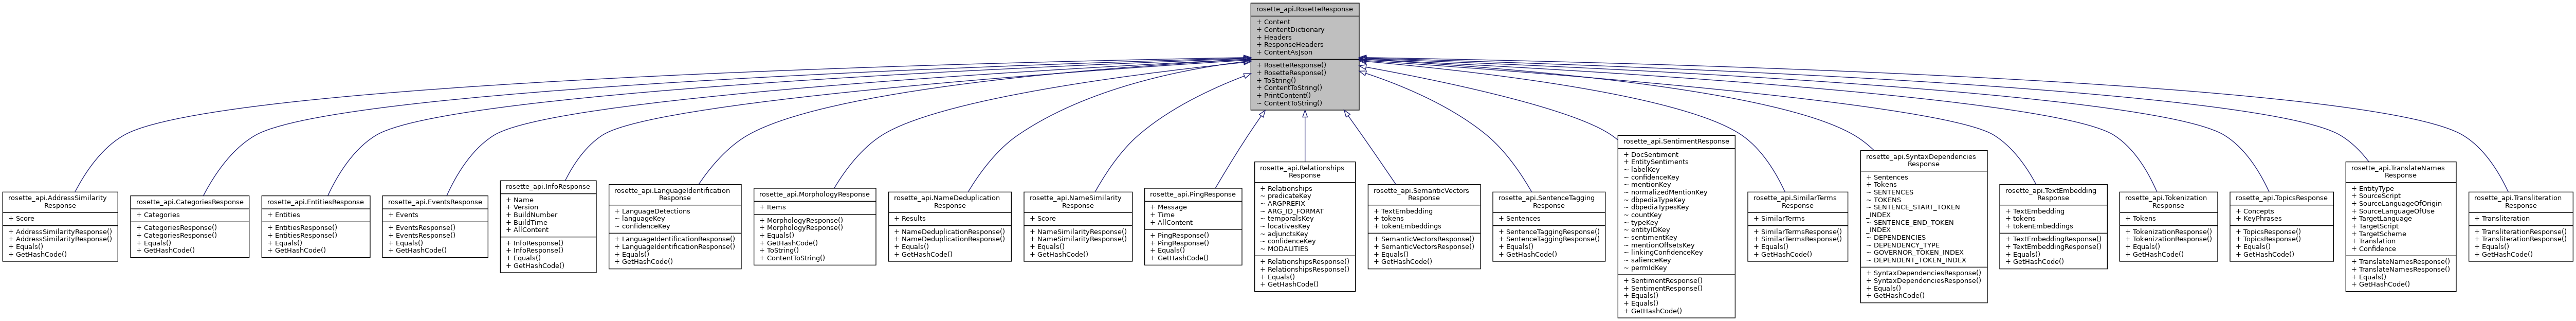 rosette_api.RosetteResponse
+ Content
+ ContentDictionary
+ Headers
+ ResponseHeaders
+ ContentAsJson
+ RosetteResponse()
+ RosetteResponse()
+ ToString()
+ ContentToString()
+ PrintContent()
~ ContentToString()
rosette_api.AddressSimilarity
Response
+ Score
+ AddressSimilarityResponse()
+ AddressSimilarityResponse()
+ Equals()
+ GetHashCode()
rosette_api.CategoriesResponse
+ Categories
+ CategoriesResponse()
+ CategoriesResponse()
+ Equals()
+ GetHashCode()
rosette_api.EntitiesResponse
+ Entities
+ EntitiesResponse()
+ EntitiesResponse()
+ Equals()
+ GetHashCode()
rosette_api.EventsResponse
+ Events
+ EventsResponse()
+ EventsResponse()
+ Equals()
+ GetHashCode()
rosette_api.InfoResponse
+ Name
+ Version
+ BuildNumber
+ BuildTime
+ AllContent
+ InfoResponse()
+ InfoResponse()
+ Equals()
+ GetHashCode()
rosette_api.LanguageIdentification
Response
+ LanguageDetections
~ languageKey
~ confidenceKey
+ LanguageIdentificationResponse()
+ LanguageIdentificationResponse()
+ Equals()
+ GetHashCode()
rosette_api.MorphologyResponse
+ Items
+ MorphologyResponse()
+ MorphologyResponse()
+ Equals()
+ GetHashCode()
+ ToString()
+ ContentToString()
rosette_api.NameDeduplication
Response
+ Results
+ NameDeduplicationResponse()
+ NameDeduplicationResponse()
+ Equals()
+ GetHashCode()
rosette_api.NameSimilarity
Response
+ Score
+ NameSimilarityResponse()
+ NameSimilarityResponse()
+ Equals()
+ GetHashCode()
rosette_api.PingResponse
+ Message
+ Time
+ AllContent
+ PingResponse()
+ PingResponse()
+ Equals()
+ GetHashCode()
rosette_api.Relationships
Response
+ Relationships
~ predicateKey
~ ARGPREFIX
~ ARG_ID_FORMAT
~ temporalsKey
~ locativesKey
~ adjunctsKey
~ confidenceKey
~ MODALITIES
+ RelationshipsResponse()
+ RelationshipsResponse()
+ Equals()
+ GetHashCode()
rosette_api.SemanticVectors
Response
+ TextEmbedding
+ tokens
+ tokenEmbeddings
+ SemanticVectorsResponse()
+ SemanticVectorsResponse()
+ Equals()
+ GetHashCode()
rosette_api.SentenceTagging
Response
+ Sentences
+ SentenceTaggingResponse()
+ SentenceTaggingResponse()
+ Equals()
+ GetHashCode()
rosette_api.SentimentResponse
+ DocSentiment
+ EntitySentiments
~ labelKey
~ confidenceKey
~ mentionKey
~ normalizedMentionKey
~ dbpediaTypeKey
~ dbpediaTypesKey
~ countKey
~ typeKey
~ entityIDKey
~ sentimentKey
~ mentionOffsetsKey
~ linkingConfidenceKey
~ salienceKey
~ permIdKey
+ SentimentResponse()
+ SentimentResponse()
+ Equals()
+ Equals()
+ GetHashCode()
rosette_api.SimilarTerms
Response
+ SimilarTerms
+ SimilarTermsResponse()
+ SimilarTermsResponse()
+ Equals()
+ GetHashCode()
rosette_api.SyntaxDependencies
Response
+ Sentences
+ Tokens
~ SENTENCES
~ TOKENS
~ SENTENCE_START_TOKEN
_INDEX
~ SENTENCE_END_TOKEN
_INDEX
~ DEPENDENCIES
~ DEPENDENCY_TYPE
~ GOVERNOR_TOKEN_INDEX
~ DEPENDENT_TOKEN_INDEX
+ SyntaxDependenciesResponse()
+ SyntaxDependenciesResponse()
+ Equals()
+ GetHashCode()
rosette_api.TextEmbedding
Response
+ TextEmbedding
+ tokens
+ tokenEmbeddings
+ TextEmbeddingResponse()
+ TextEmbeddingResponse()
+ Equals()
+ GetHashCode()
rosette_api.Tokenization
Response
+ Tokens
+ TokenizationResponse()
+ TokenizationResponse()
+ Equals()
+ GetHashCode()
rosette_api.TopicsResponse
+ Concepts
+ KeyPhrases
+ TopicsResponse()
+ TopicsResponse()
+ Equals()
+ GetHashCode()
rosette_api.TranslateNames
Response
+ EntityType
+ SourceScript
+ SourceLanguageOfOrigin
+ SourceLanguageOfUse
+ TargetLanguage
+ TargetScript
+ TargetScheme
+ Translation
+ Confidence
+ TranslateNamesResponse()
+ TranslateNamesResponse()
+ Equals()
+ GetHashCode()
rosette_api.Transliteration
Response
+ Transliteration
+ TransliterationResponse()
+ TransliterationResponse()
+ Equals()
+ GetHashCode()